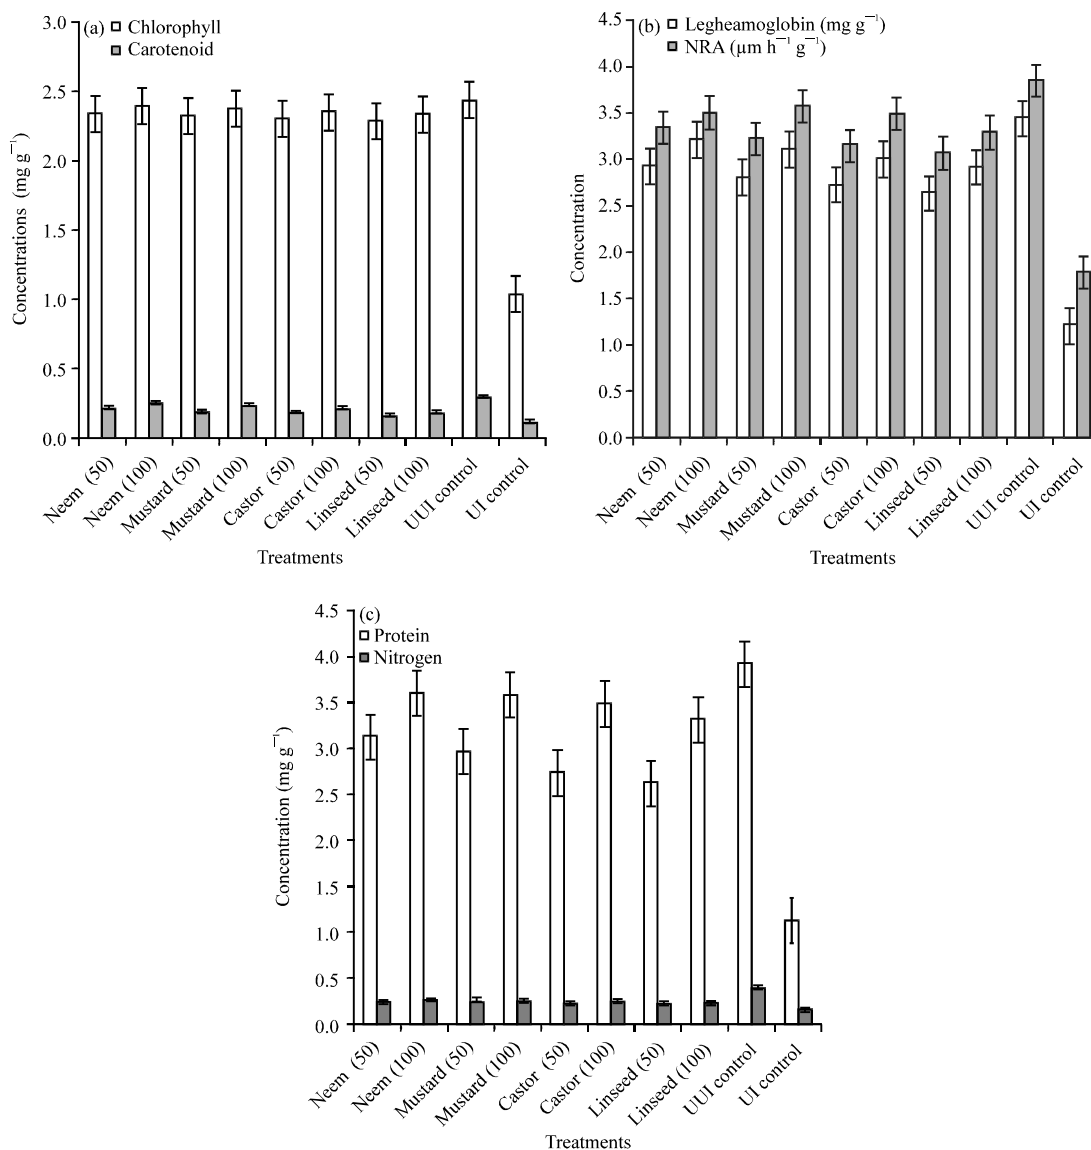 (a)
Chlorophyll
Carotenoid
Concentrations (mg g⁻¹)
3.0
2.5
2.0
1.5
1.0
0.5
0.0
Neem (50)
Neem (100)
Mustard (50)
Mustard (100)
Castor (50)
Castor (100)
Linseed (50)
Linseed (100)
UUI control
UI control
Treatments
(b)
Legheamoglobin (mg g⁻¹)
NRA (µm h⁻¹ g⁻¹)
Concentration
4.5
4.0
3.5
3.0
2.5
2.0
1.5
1.0
0.5
0.0
Neem (50)
Neem (100)
Mustard (50)
Mustard (100)
Castor (50)
Castor (100)
Linseed (50)
Linseed (100)
UUI control
UI control
Treatments
(c)
Protein
Nitrogen
Concentration (mg g⁻¹)
4.5
4.0
3.5
3.0
2.5
2.0
1.5
1.0
0.5
0.0
Neem (50)
Neem (100)
Mustard (50)
Mustard (100)
Castor (50)
Castor (100)
Linseed (50)
Linseed (100)
UUI control
UI control
Treatments